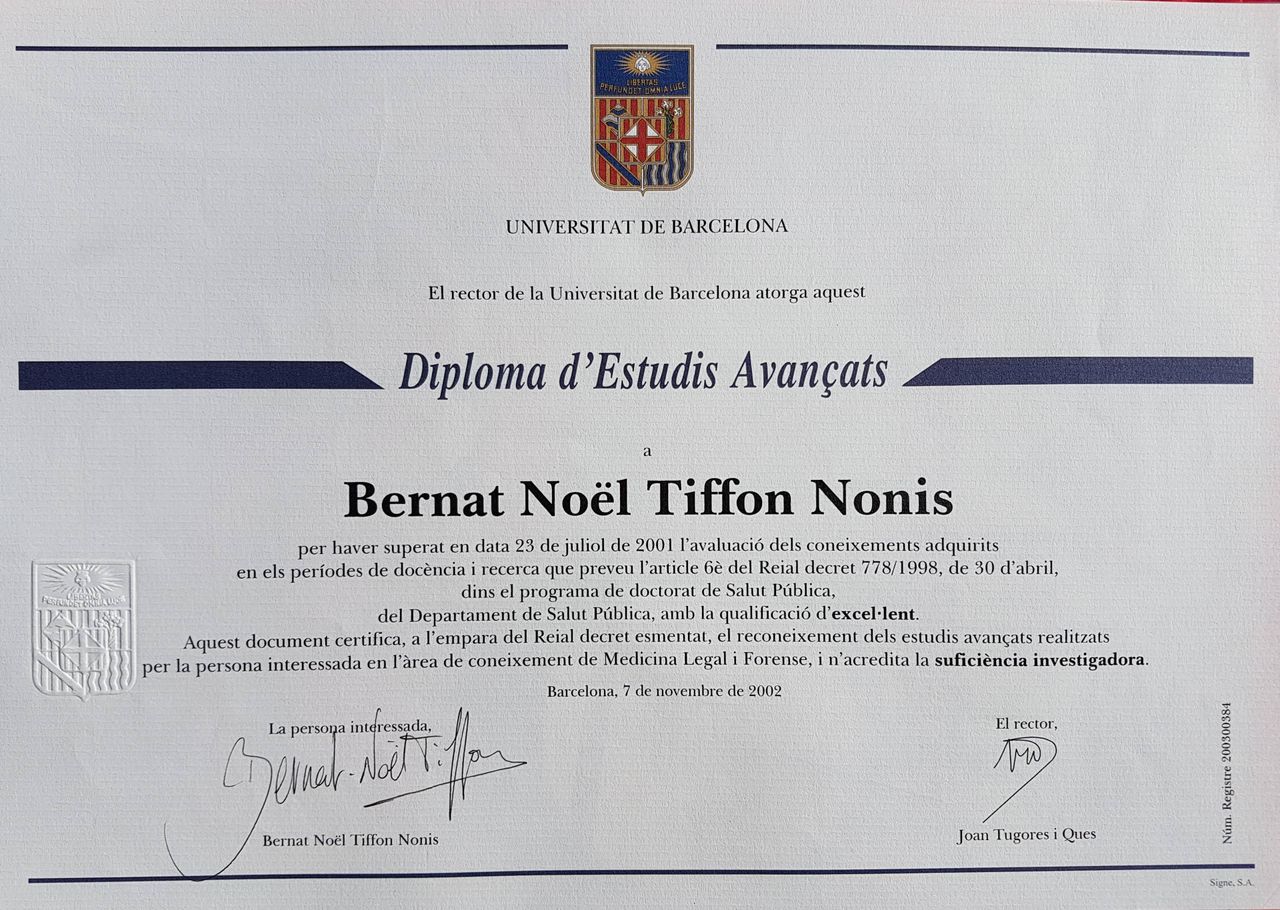 LIBERTAS
PERFUNDET OMNIA LUCE
UNIVERSITAT DE BARCELONA
El rector de la Universitat de Barcelona atorga aquest
Diploma d'Estudis Avançats
a
Bernat Noël Tiffon Nonis
per haver superat en data 23 de juliol de 2001 l'avaluació dels coneixements adquirits
en els períodes de docència i recerca que preveu l'article 6è del Reial decret 778/1998, de 30 d'abril,
dins el programa de doctorat de Salut Pública,
del Departament de Salut Pública, amb la qualificació d'excel·lent.
Aquest document certifica, a l'empara del Reial decret esmentat, el reconeixement dels estudis avançats realitzats
per la persona interessada en l'àrea de coneixement de Medicina Legal i Forense, i n'acredita la suficiència investigadora.
LIBERTAS
PERFUNDET OMNIA LUCE
Barcelona, 7 de novembre de 2002
La persona interessada,
Bernat-Noël Tiffon
Bernat Noël Tiffon Nonis
El rector,
Joan Tugores i Ques
Núm. Registre 200300384
Signe, S.A.